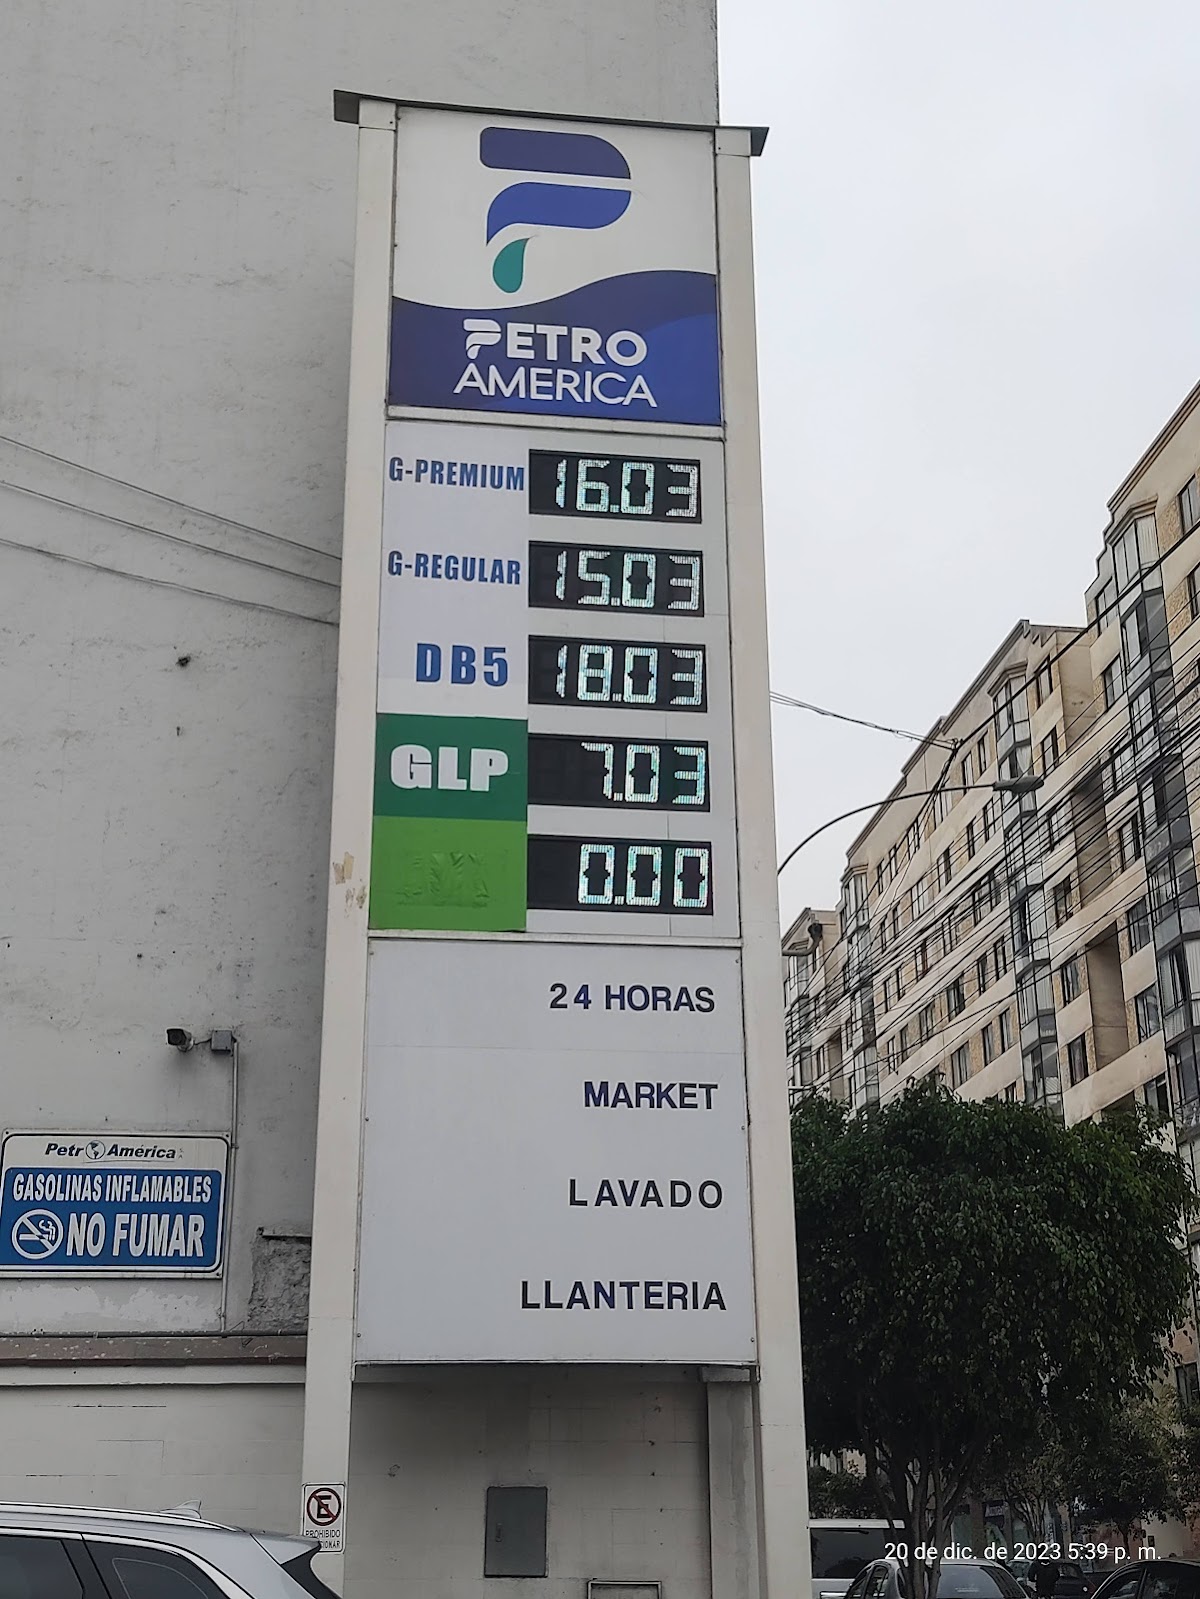 PETRO
AMERICA
G-PREMIUM 16.03
G-REGULAR 15.03
DB5 18.03
GLP 7.03
0.00
24 HORAS
MARKET
LAVADO
LLANTERIA
Petro América
GASOLINAS INFLAMABLES
NO FUMAR
E
PROHIBIDO
20 de dic. de 2023 5:39 p. m.